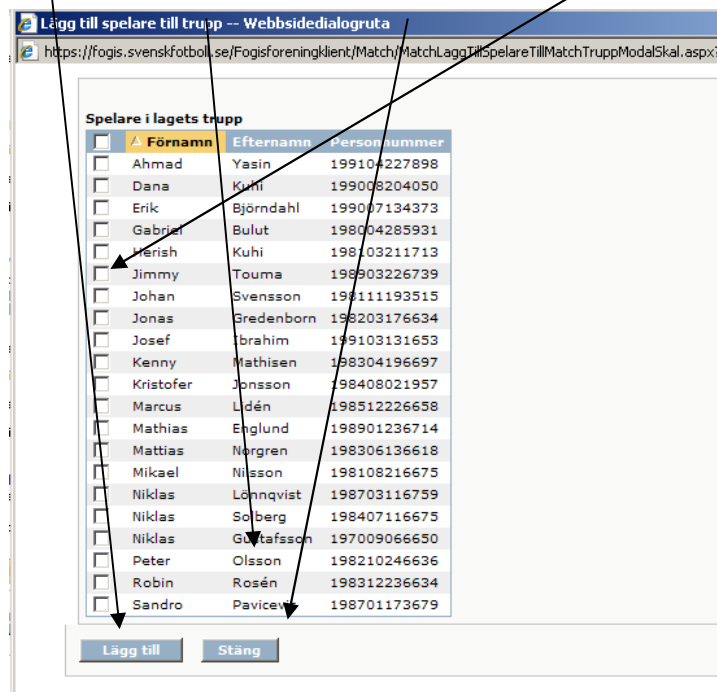 Lägg till spelare till trupp -- Webbsidedialogruta
https://fogis.svenskfotboll.se/Fogisforeningklient/Match/MatchLaggTillSpelareTillMatchTruppModalSkal.aspx?
Spelare i lagets trupp
Förnamn Efternamn Personnummer
Ahmad Yasin 199104227898
Dana Kuhi 199008204050
Erik Björndahl 199007134373
Gabriel Bulut 198004285931
Herish Kuhi 198103211713
Jimmy Touma 198903226739
Johan Svensson 198111193515
Jonas Gredenborn 198203176634
Josef Ibrahim 199103131653
Kenny Mathisen 198304196697
Kristofer Jonsson 198408021957
Marcus Lidén 198512226658
Mathias Englund 198901236714
Mattias Norgren 198306136618
Mikael Nilsson 198108216675
Niklas Lönnqvist 198703116759
Niklas Solberg 198407116675
Niklas Gustafsson 197009066650
Peter Olsson 198210246636
Robin Rosén 198312236634
Sandro Pavicevic 198701173679
Lägg till Stäng